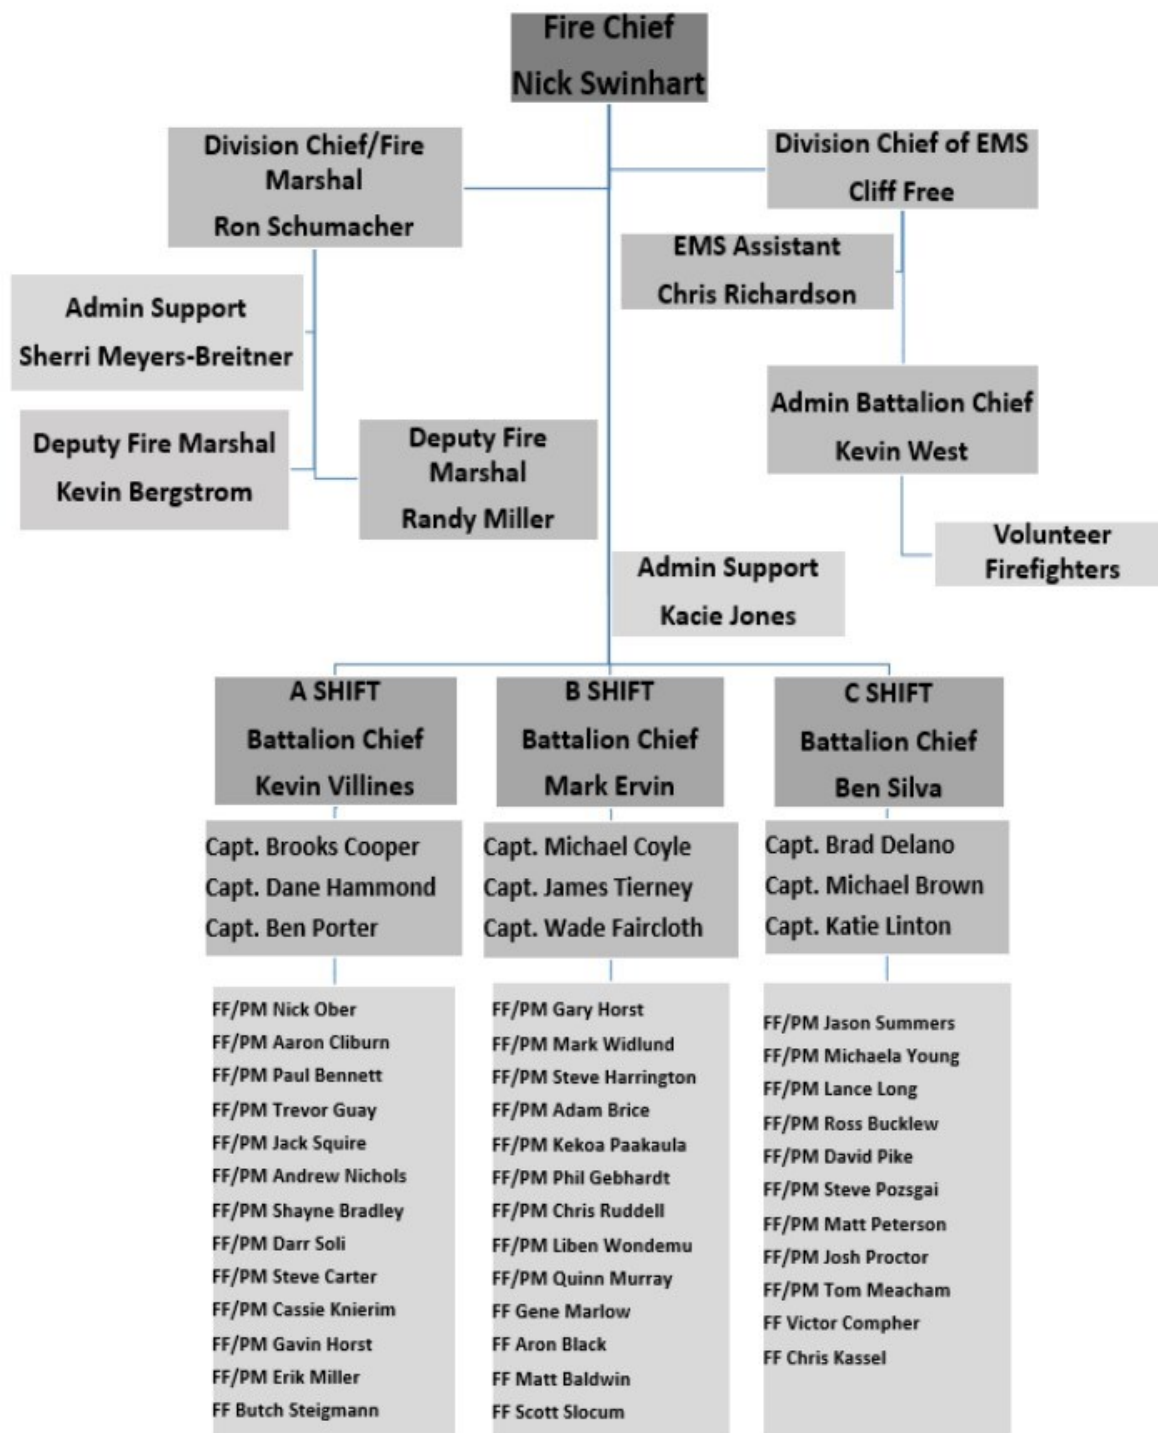 Fire Chief
Nick Swinhart
Division Chief/Fire
Marshal
Ron Schumacher
Division Chief of EMS
Cliff Free
EMS Assistant
Chris Richardson
Admin Support
Sherri Meyers-Breitner
Admin Battalion Chief
Kevin West
Deputy Fire Marshal
Kevin Bergstrom
Deputy Fire
Marshal
Randy Miller
Volunteer
Firefighters
Admin Support
Kacie Jones
A SHIFT
Battalion Chief
Kevin Villines
Capt. Brooks Cooper
Capt. Dane Hammond
Capt. Ben Porter
FF/PM Nick Ober
FF/PM Aaron Cliburn
FF/PM Paul Bennett
FF/PM Trevor Guay
FF/PM Jack Squire
FF/PM Andrew Nichols
FF/PM Shayne Bradley
FF/PM Darr Soli
FF/PM Steve Carter
FF/PM Cassie Knierim
FF/PM Gavin Horst
FF/PM Erik Miller
FF Butch Steigmann
B SHIFT
Battalion Chief
Mark Ervin
Capt. Michael Coyle
Capt. James Tierney
Capt. Wade Faircloth
FF/PM Gary Horst
FF/PM Mark Widlund
FF/PM Steve Harrington
FF/PM Adam Brice
FF/PM Kekoa Paakaula
FF/PM Phil Gebhardt
FF/PM Chris Ruddell
FF/PM Liben Wondemu
FF/PM Quinn Murray
FF Gene Marlow
FF Aron Black
FF Matt Baldwin
FF Scott Slocum
C SHIFT
Battalion Chief
Ben Silva
Capt. Brad Delano
Capt. Michael Brown
Capt. Katie Linton
FF/PM Jason Summers
FF/PM Michaela Young
FF/PM Lance Long
FF/PM Ross Bucklew
FF/PM David Pike
FF/PM Steve Pozsgai
FF/PM Matt Peterson
FF/PM Josh Proctor
FF/PM Tom Meacham
FF Victor Compher
FF Chris Kassel